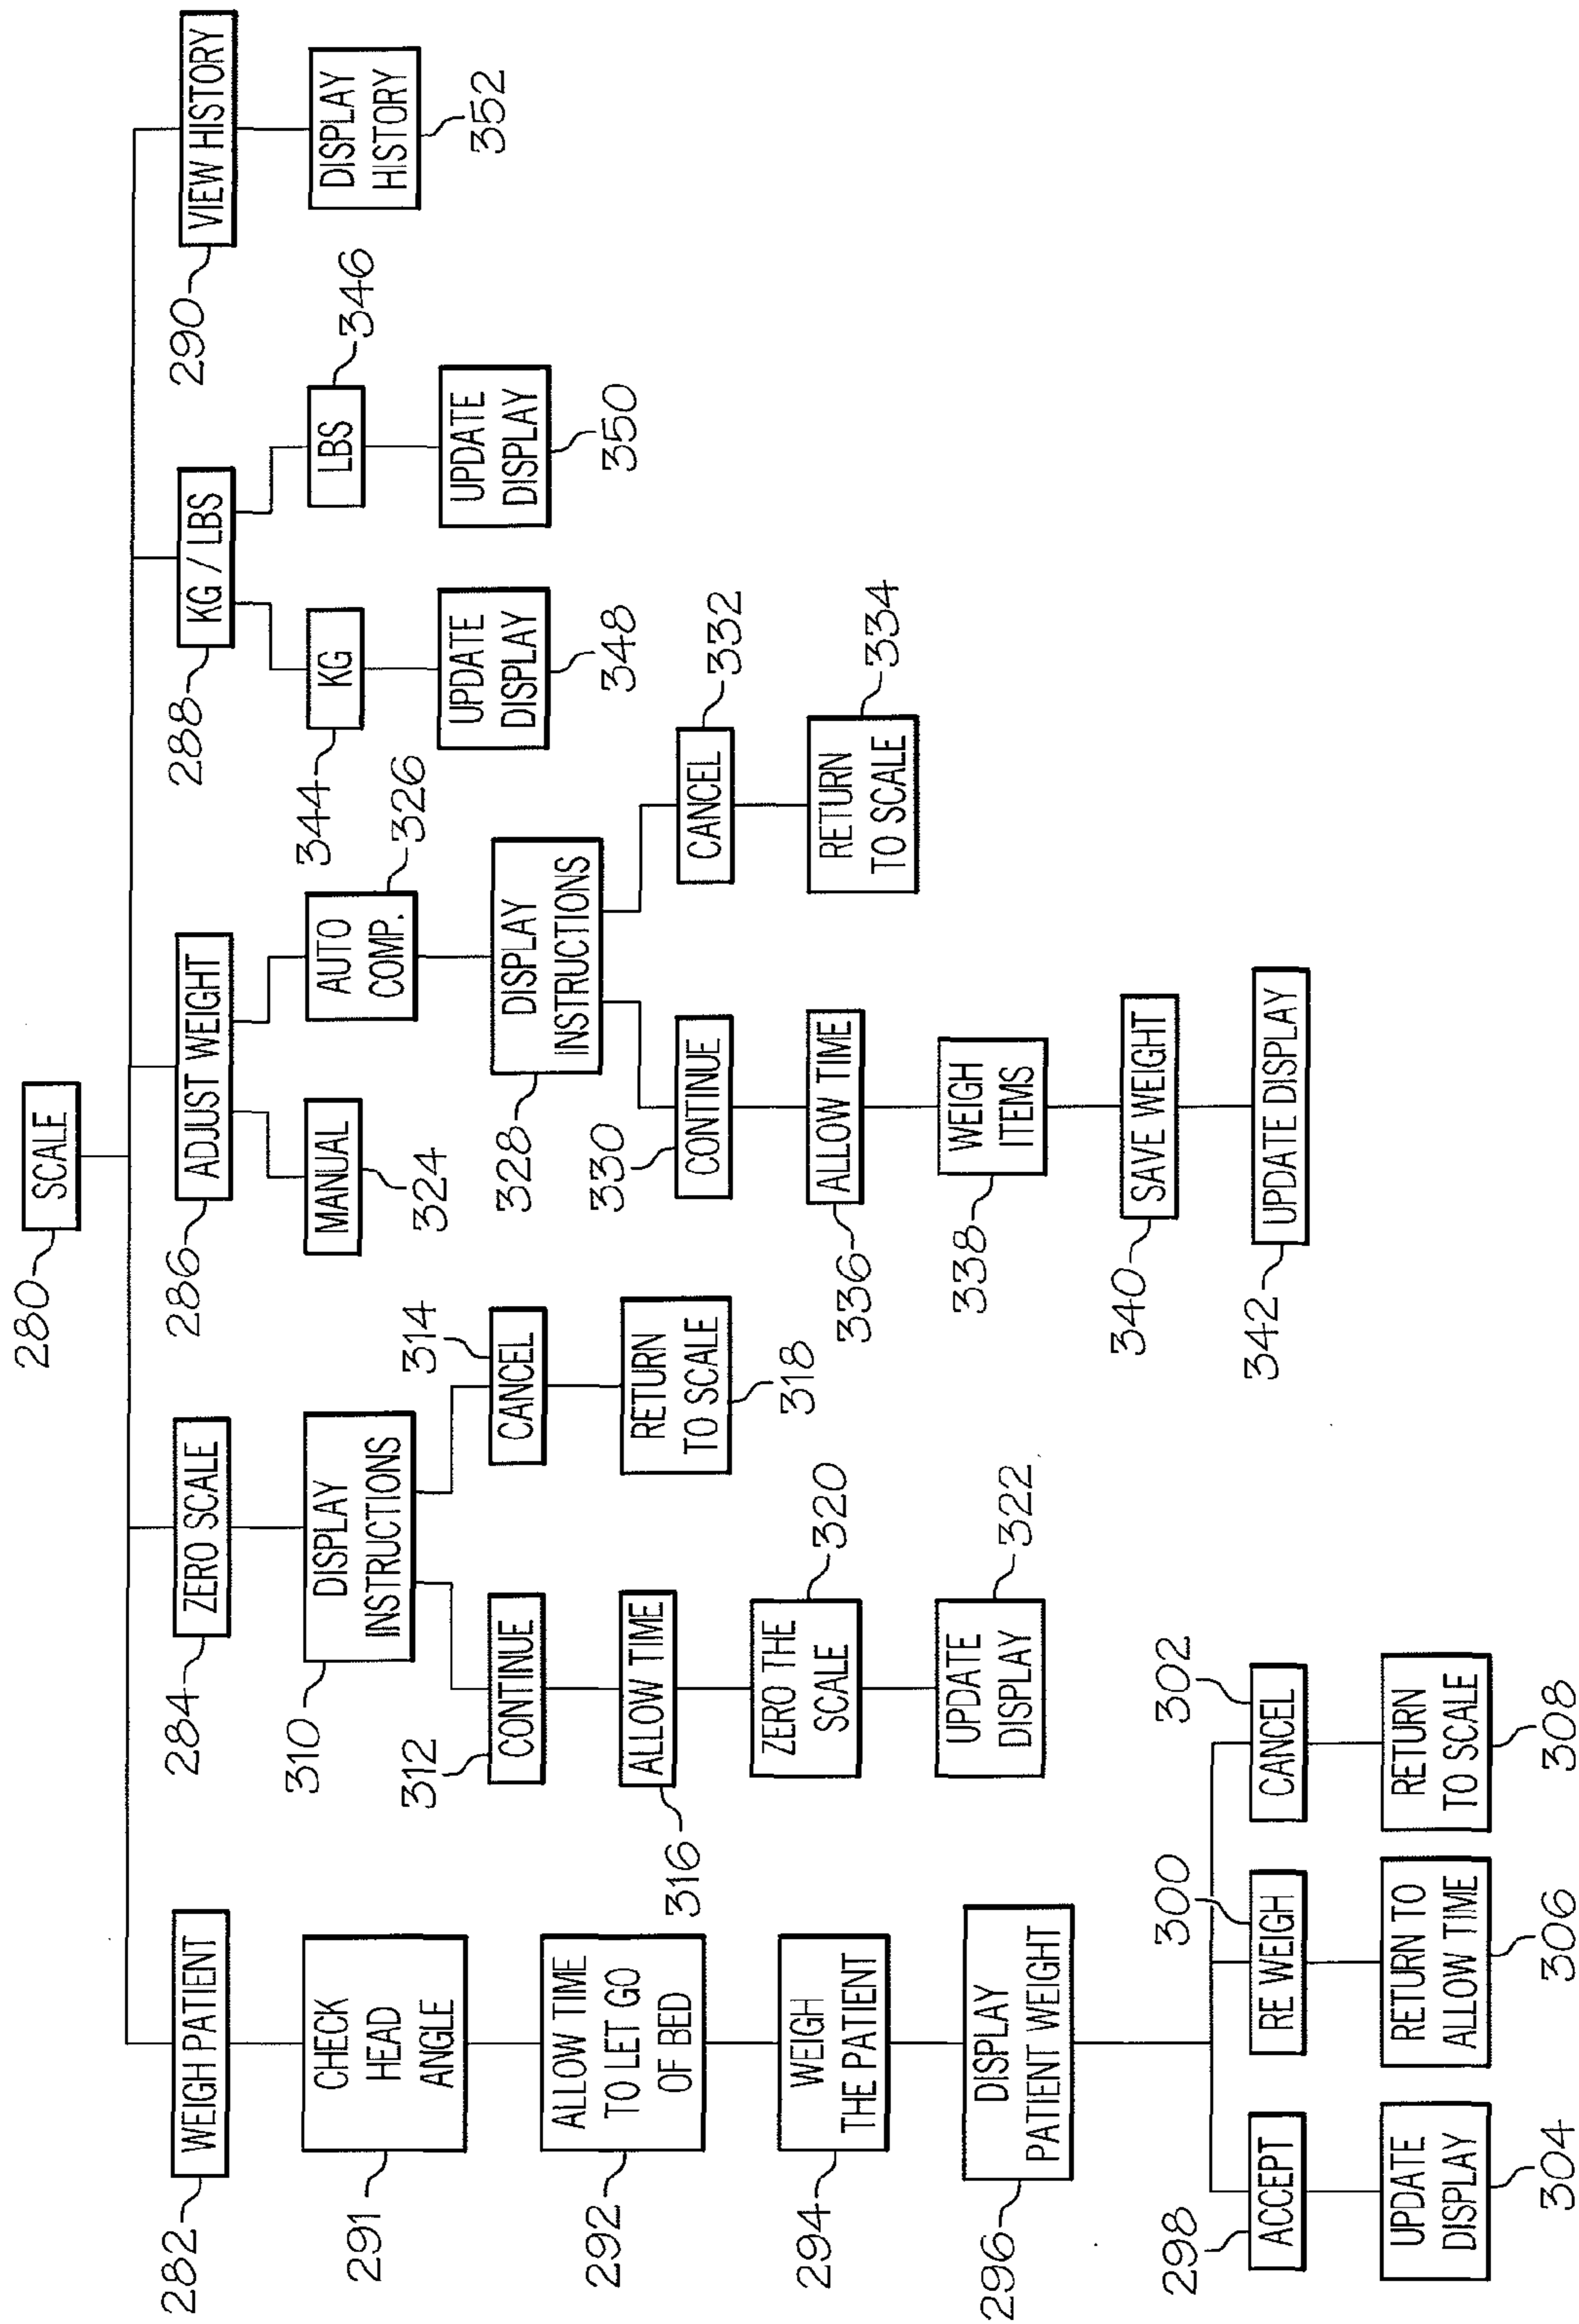 280
SCALE
282
WEIGH PATIENT
284
ZERO SCALE
286
ADJUST WEIGHT
288
KG / LBS
290
VIEW HISTORY
291
CHECK
HEAD
ANGLE
292
ALLOW TIME
TO LET GO
OF BED
294
WEIGH
THE PATIENT
296
DISPLAY
PATIENT WEIGHT
298
ACCEPT
300
RE WEIGH
302
CANCEL
UPDATE
DISPLAY
304
RETURN TO
ALLOW TIME
306
RETURN
TO SCALE
308
310
DISPLAY
INSTRUCTIONS
312
CONTINUE
314
CANCEL
316
ALLOW TIME
RETURN
TO SCALE
318
ZERO THE
SCALE
320
UPDATE
DISPLAY
322
MANUAL
324
AUTO
COMP.
326
328
DISPLAY
INSTRUCTIONS
330
CONTINUE
CANCEL
332
336
ALLOW TIME
RETURN
TO SCALE
334
338
WEIGH
ITEMS
340
SAVE WEIGHT
342
UPDATE DISPLAY
344
KG
LBS
346
UPDATE
DISPLAY
348
UPDATE
DISPLAY
350
DISPLAY
HISTORY
352